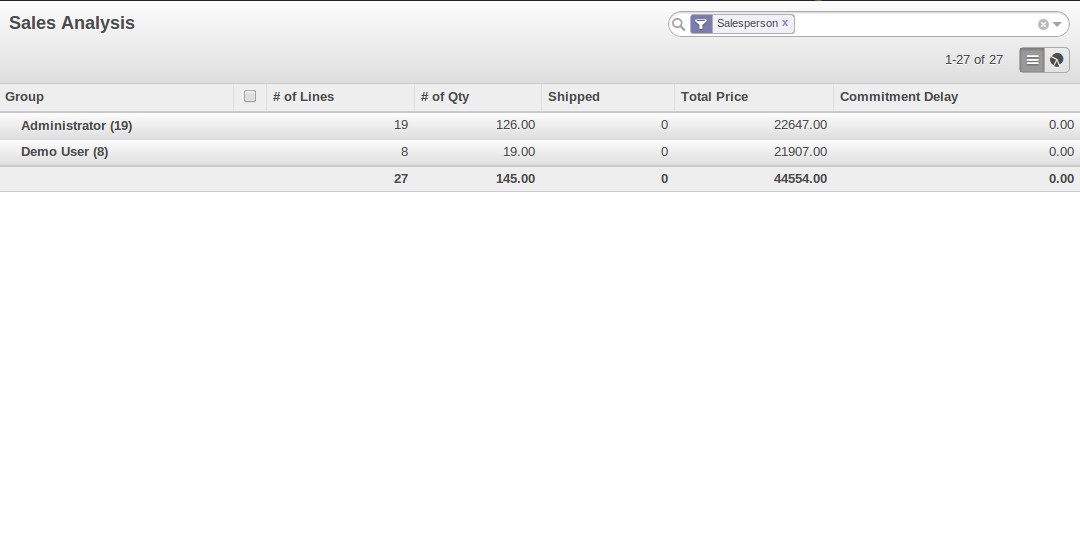 Sales Analysis
Salesperson x
1-27 of 27
Group # of Lines # of Qty Shipped Total Price Commitment Delay
Administrator (19) 19 126.00 0 22647.00 0.00
Demo User (8) 8 19.00 0 21907.00 0.00
27 145.00 0 44554.00 0.00